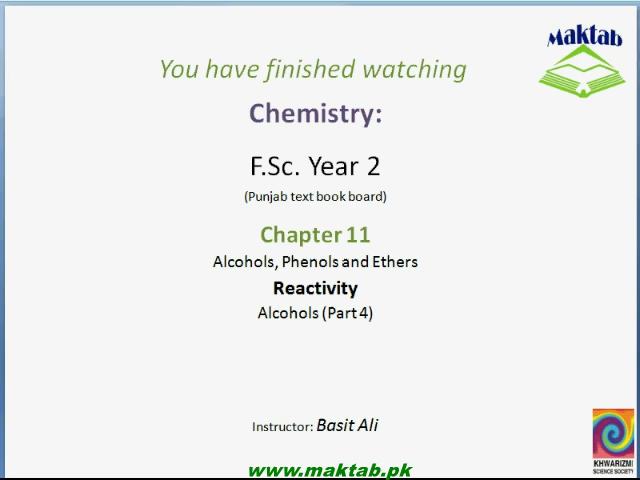 Maktab
You have finished watching
Chemistry:
F.Sc. Year 2
(Punjab text book board)
Chapter 11
Alcohols, Phenols and Ethers
Reactivity
Alcohols (Part 4)
Instructor: Basit Ali
KHWARIZMI
SCIENCE SOCIETY
www.maktab.pk